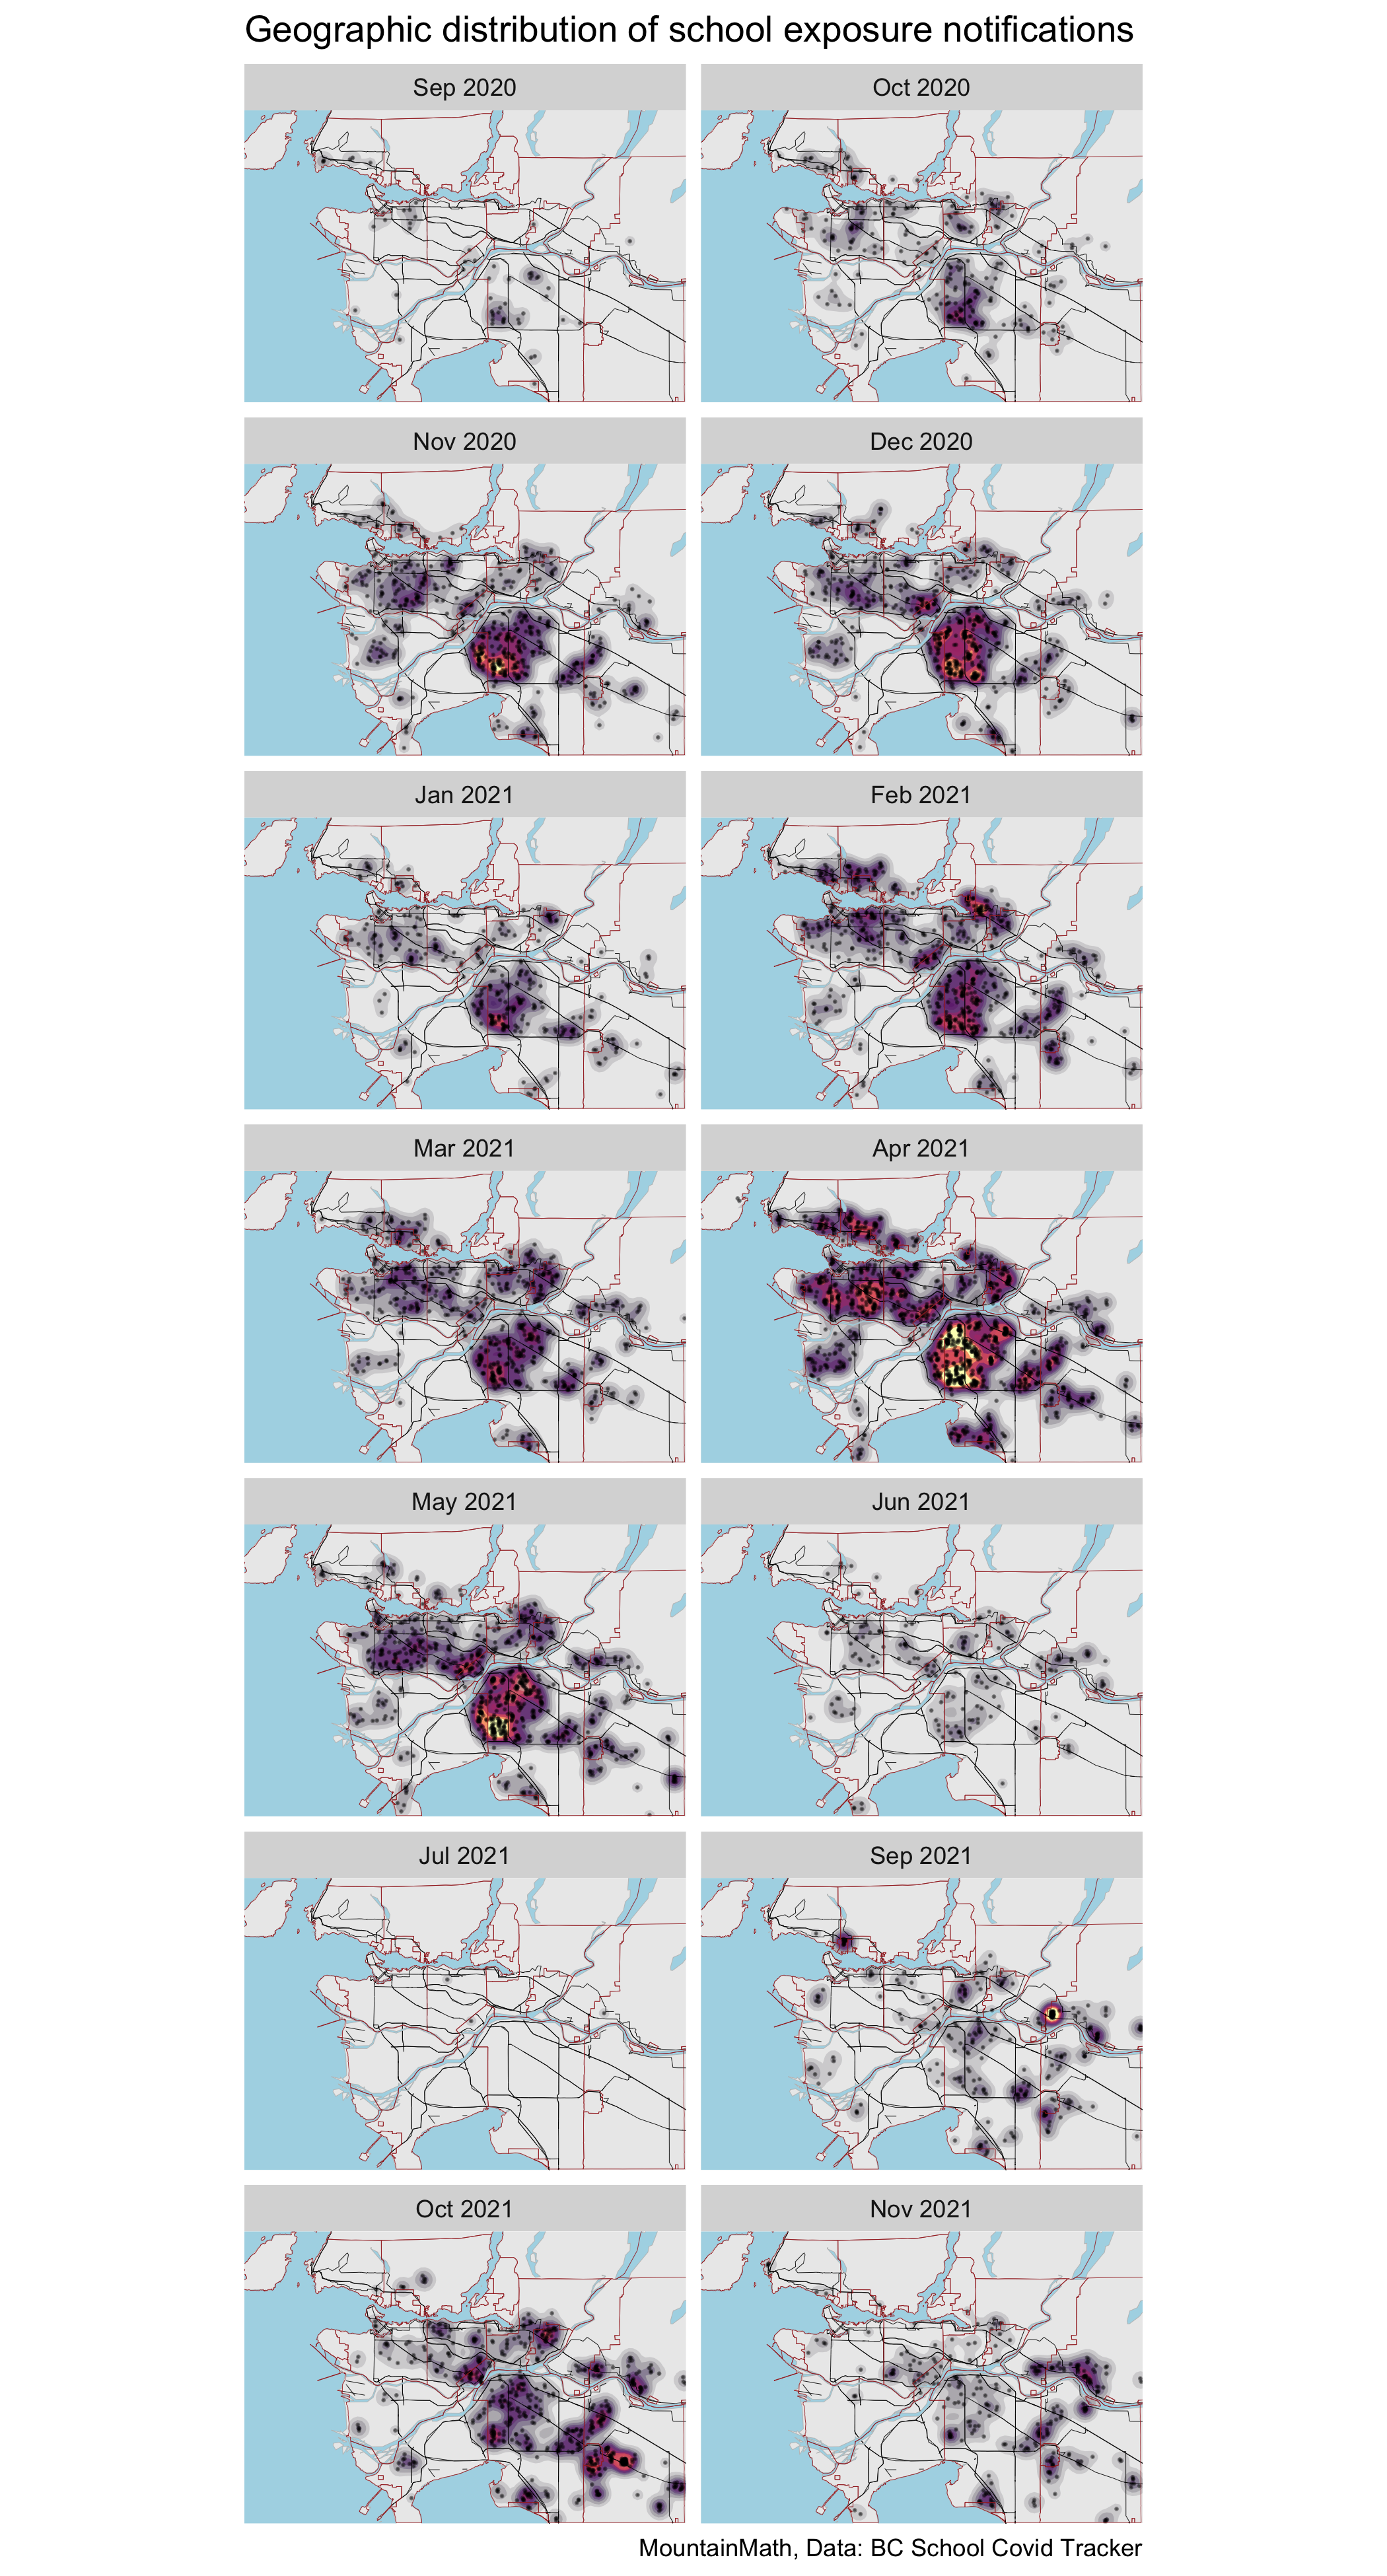 Geographic distribution of school exposure notifications
Sep 2020
Oct 2020
Nov 2020
Dec 2020
Jan 2021
Feb 2021
Mar 2021
Apr 2021
May 2021
Jun 2021
Jul 2021
Sep 2021
Oct 2021
Nov 2021
MountainMath, Data: BC School Covid Tracker